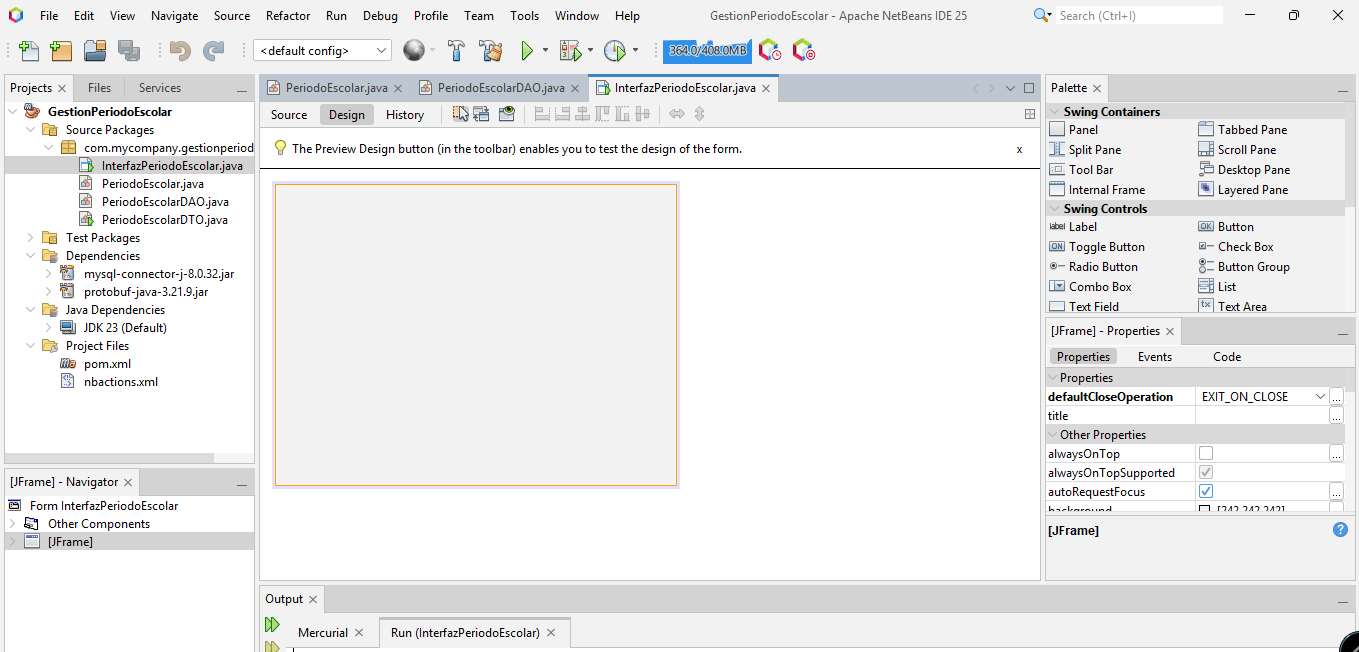 File Edit View Navigate Source Refactor Run Debug Profile Team Tools Window Help GestionPeriodoEscolar - Apache NetBeans IDE 25 Search (Ctrl+I)
<default config> 364.0/408.0MB
Projects Files Services
GestionPeriodoEscolar
Source Packages
com.mycompany.gestionperiod
InterfazPeriodoEscolar.java
PeriodoEscolar.java
PeriodoEscolarDAO.java
PeriodoEscolarDTO.java
Test Packages
Dependencies
mysql-connector-j-8.0.32.jar
protobuf-java-3.21.9.jar
Java Dependencies
JDK 23 (Default)
Project Files
pom.xml
nbactions.xml
[JFrame] - Navigator
Form InterfazPeriodoEscolar
Other Components
[JFrame]
PeriodoEscolar.java PeriodoEscolarDAO.java InterfazPeriodoEscolar.java
Source Design History
The Preview Design button (in the toolbar) enables you to test the design of the form. x
Output
Mercurial Run (InterfazPeriodoEscolar)
Palette
Swing Containers
Panel Tabbed Pane
Split Pane Scroll Pane
Tool Bar Desktop Pane
Internal Frame Layered Pane
Swing Controls
label Label OK Button
ON Toggle Button Check Box
Radio Button Button Group
Combo Box List
Text Field tx Text Area
[JFrame] - Properties
Properties Events Code
Properties
defaultCloseOperation EXIT_ON_CLOSE ...
title ...
Other Properties
alwaysOnTop ...
alwaysOnTopSupported
autoRequestFocus ...
background [242,242,242]
[JFrame] ?